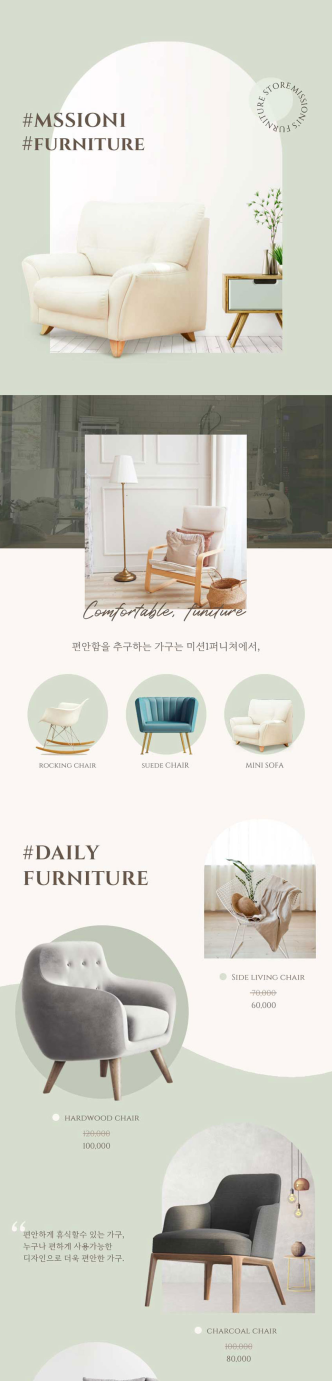 #MSSION1
#FURNITURE
FURNITURE STOREMISSION1'S
Comfortable, funiture
편안함을 추구하는 가구는 미션1퍼니쳐에서,
ROCKING CHAIR
SUEDE CHAIR
MINI SOFA
#DAILY
FURNITURE
SIDE LIVING CHAIR
70,000
60,000
HARDWOOD CHAIR
120,000
100,000
“
편안하게 휴식할수 있는 가구,
누구나 편하게 사용가능한
디자인으로 더욱 편안한 가구.
CHARCOAL CHAIR
100,000
80,000